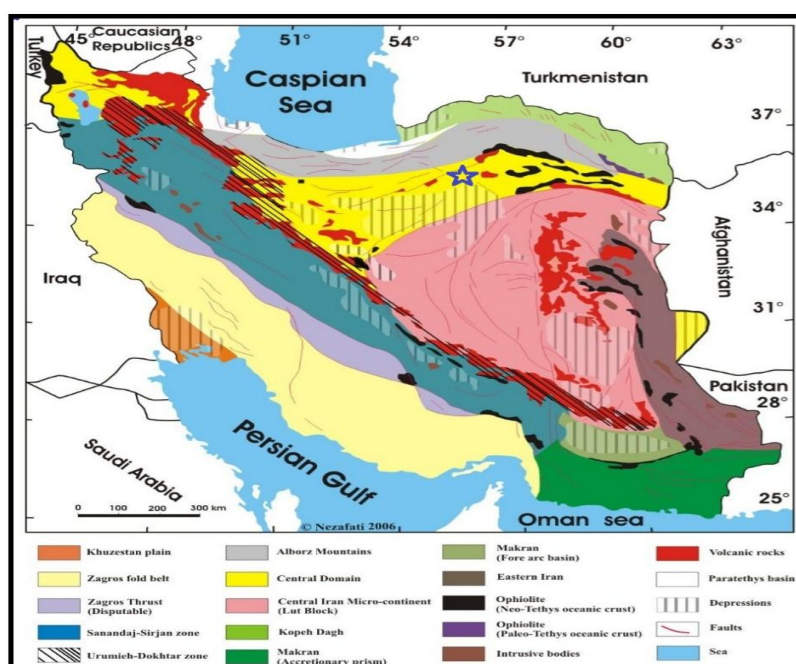 45°
48°
51°
54°
57°
60°
63°
Turkey
Caucasian
Republics
Caspian
Sea
Turkmenistan
37°
34°
Afghanistan
Iraq
31°
Pakistan
28°
Persian Gulf
Saudi Arabia
25°
0 100 200 300 km
© Nezafati 2006
Oman sea
Khuzestan plain
Zagros fold belt
Zagros Thrust
(Disputable)
Sanandaj-Sirjan zone
Urumieh-Dokhtar zone
Alborz Mountains
Central Domain
Central Iran Micro-continent
(Lut Block)
Kopeh Dagh
Makran
(Accretionary prism)
Makran
(Fore arc basin)
Eastern Iran
Ophiolite
(Neo-Tethys oceanic crust)
Ophiolite
(Paleo-Tethys oceanic crust)
Intrusive bodies
Volcanic rocks
Paratethys basin
Depressions
Faults
Sea